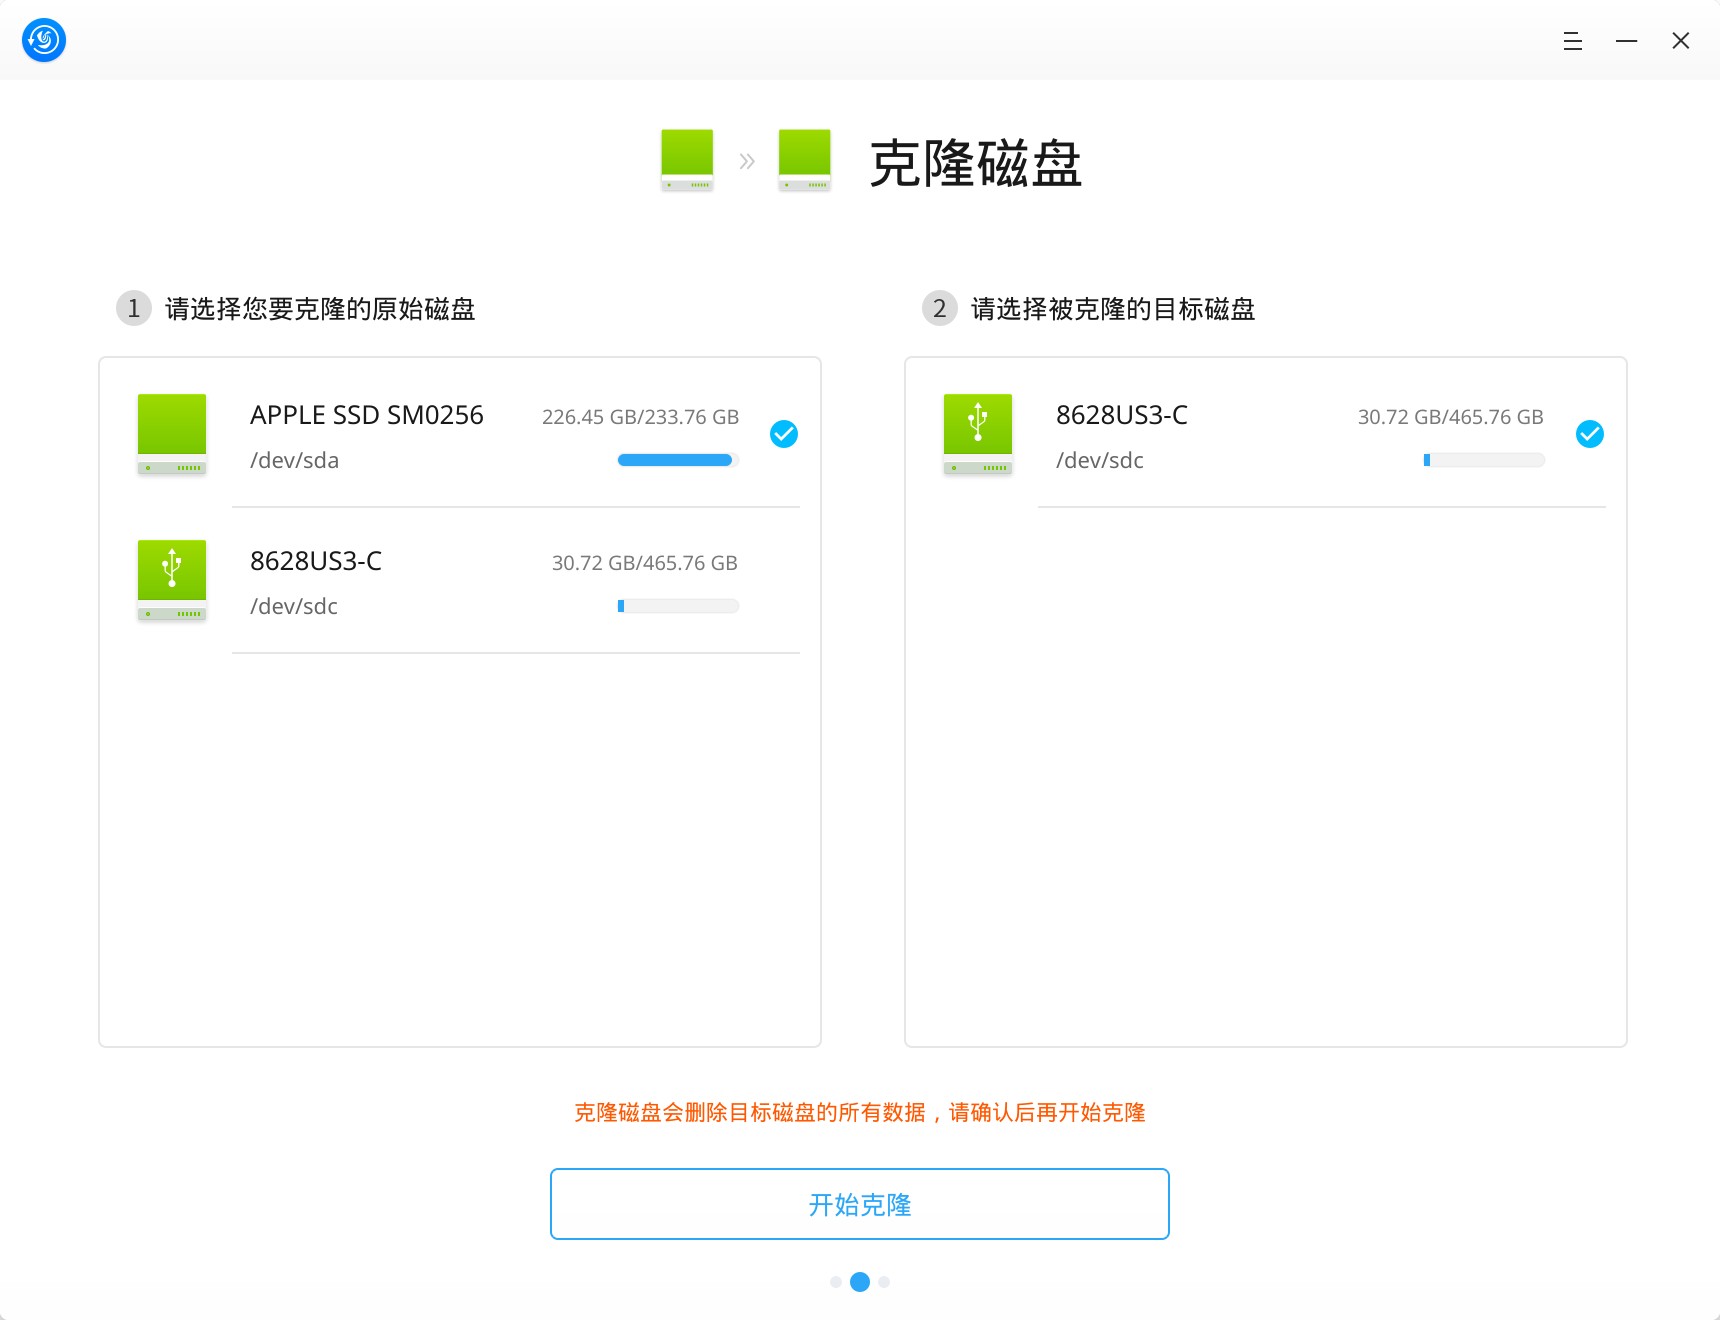 克隆磁盘
1 请选择您要克隆的原始磁盘
APPLE SSD SM0256 226.45 GB/233.76 GB
/dev/sda
8628US3-C 30.72 GB/465.76 GB
/dev/sdc
2 请选择被克隆的目标磁盘
8628US3-C 30.72 GB/465.76 GB
/dev/sdc
克隆磁盘会删除目标磁盘的所有数据，请确认后再开始克隆
开始克隆